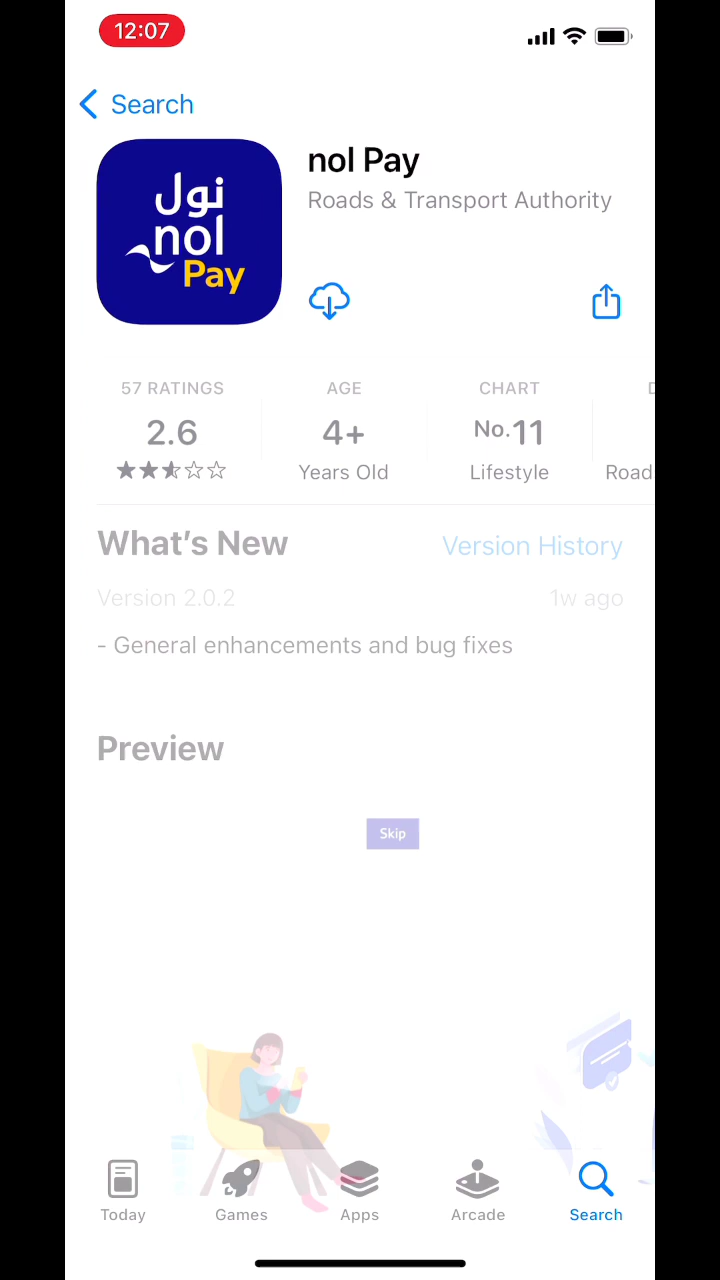 12:07
Search
نول
nol
Pay
nol Pay
Roads & Transport Authority
57 RATINGS
2.6
AGE
4+
Years Old
CHART
No.11
Lifestyle
D
Road
What's New
Version History
Version 2.0.2
1w ago
- General enhancements and bug fixes
Preview
Skip
Today
Games
Apps
Arcade
Search